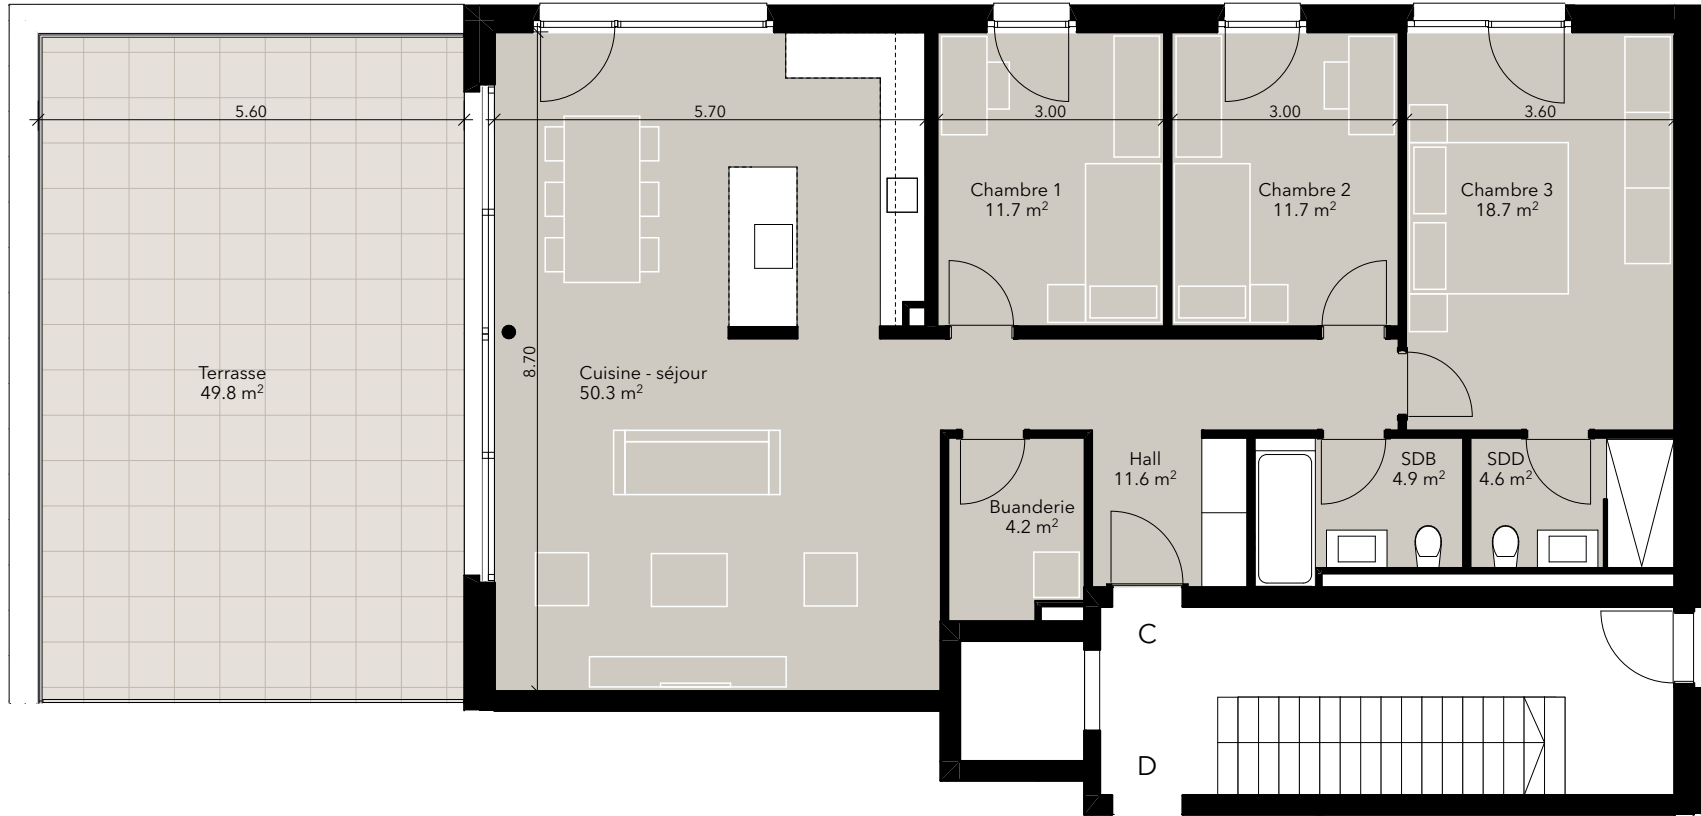 5.60
5.70
3.00
3.00
3.60
Chambre 1
11.7 m²
Chambre 2
11.7 m²
Chambre 3
18.7 m²
8.70
Terrasse
49.8 m²
Cuisine - séjour
50.3 m²
Hall
11.6 m²
SDB
4.9 m²
SDD
4.6 m²
Buanderie
4.2 m²
C
D